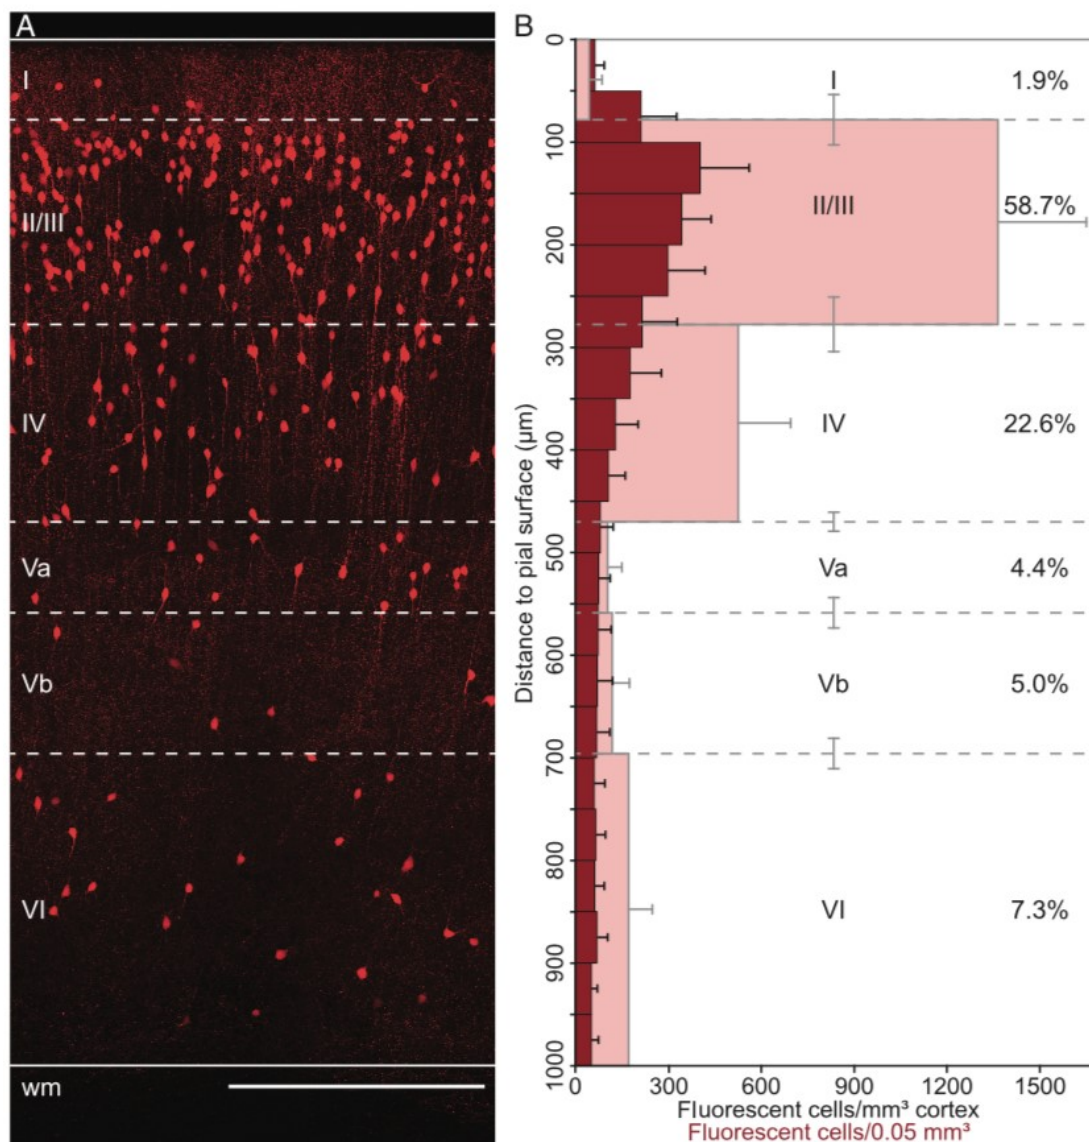 A
I
II/III
IV
Va
Vb
VI
wm
B
Distance to pial surface (µm)
0
100
200
300
400
500
600
700
800
900
1000
I 1.9%
II/III 58.7%
IV 22.6%
Va 4.4%
Vb 5.0%
VI 7.3%
0 300 600 900 1200 1500
Fluorescent cells/mm³ cortex
Fluorescent cells/0.05 mm³